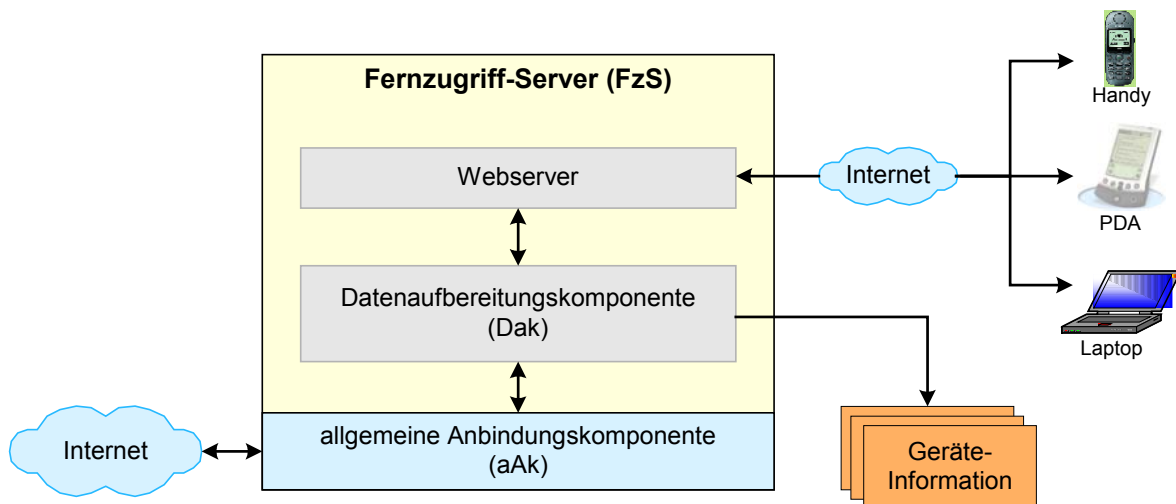 Fernzugriff-Server (FzS)
Webserver
Datenaufbereitungskomponente
(Dak)
allgemeine Anbindungskomponente
(aAk)
Internet
Internet
Handy
PDA
Laptop
Geräte-
Information